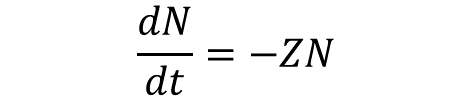 dN/dt = −ZN